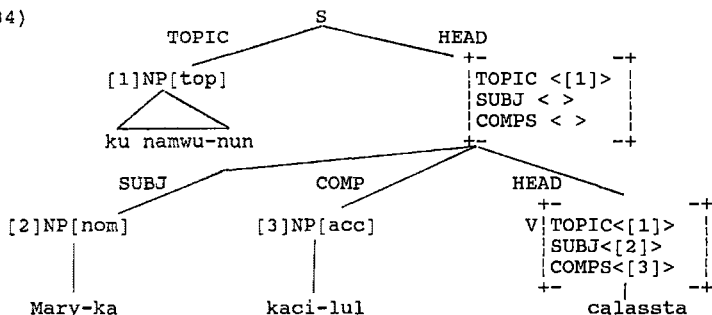 4)
S
TOPIC HEAD
[1]NP[top] TOPIC <[1]>
SUBJ < >
COMPS < >
ku namwu-nun
SUBJ COMP HEAD
[2]NP[nom] [3]NP[acc] V TOPIC<[1]>
SUBJ<[2]>
COMPS<[3]>
Mary-ka kaci-lul calassta